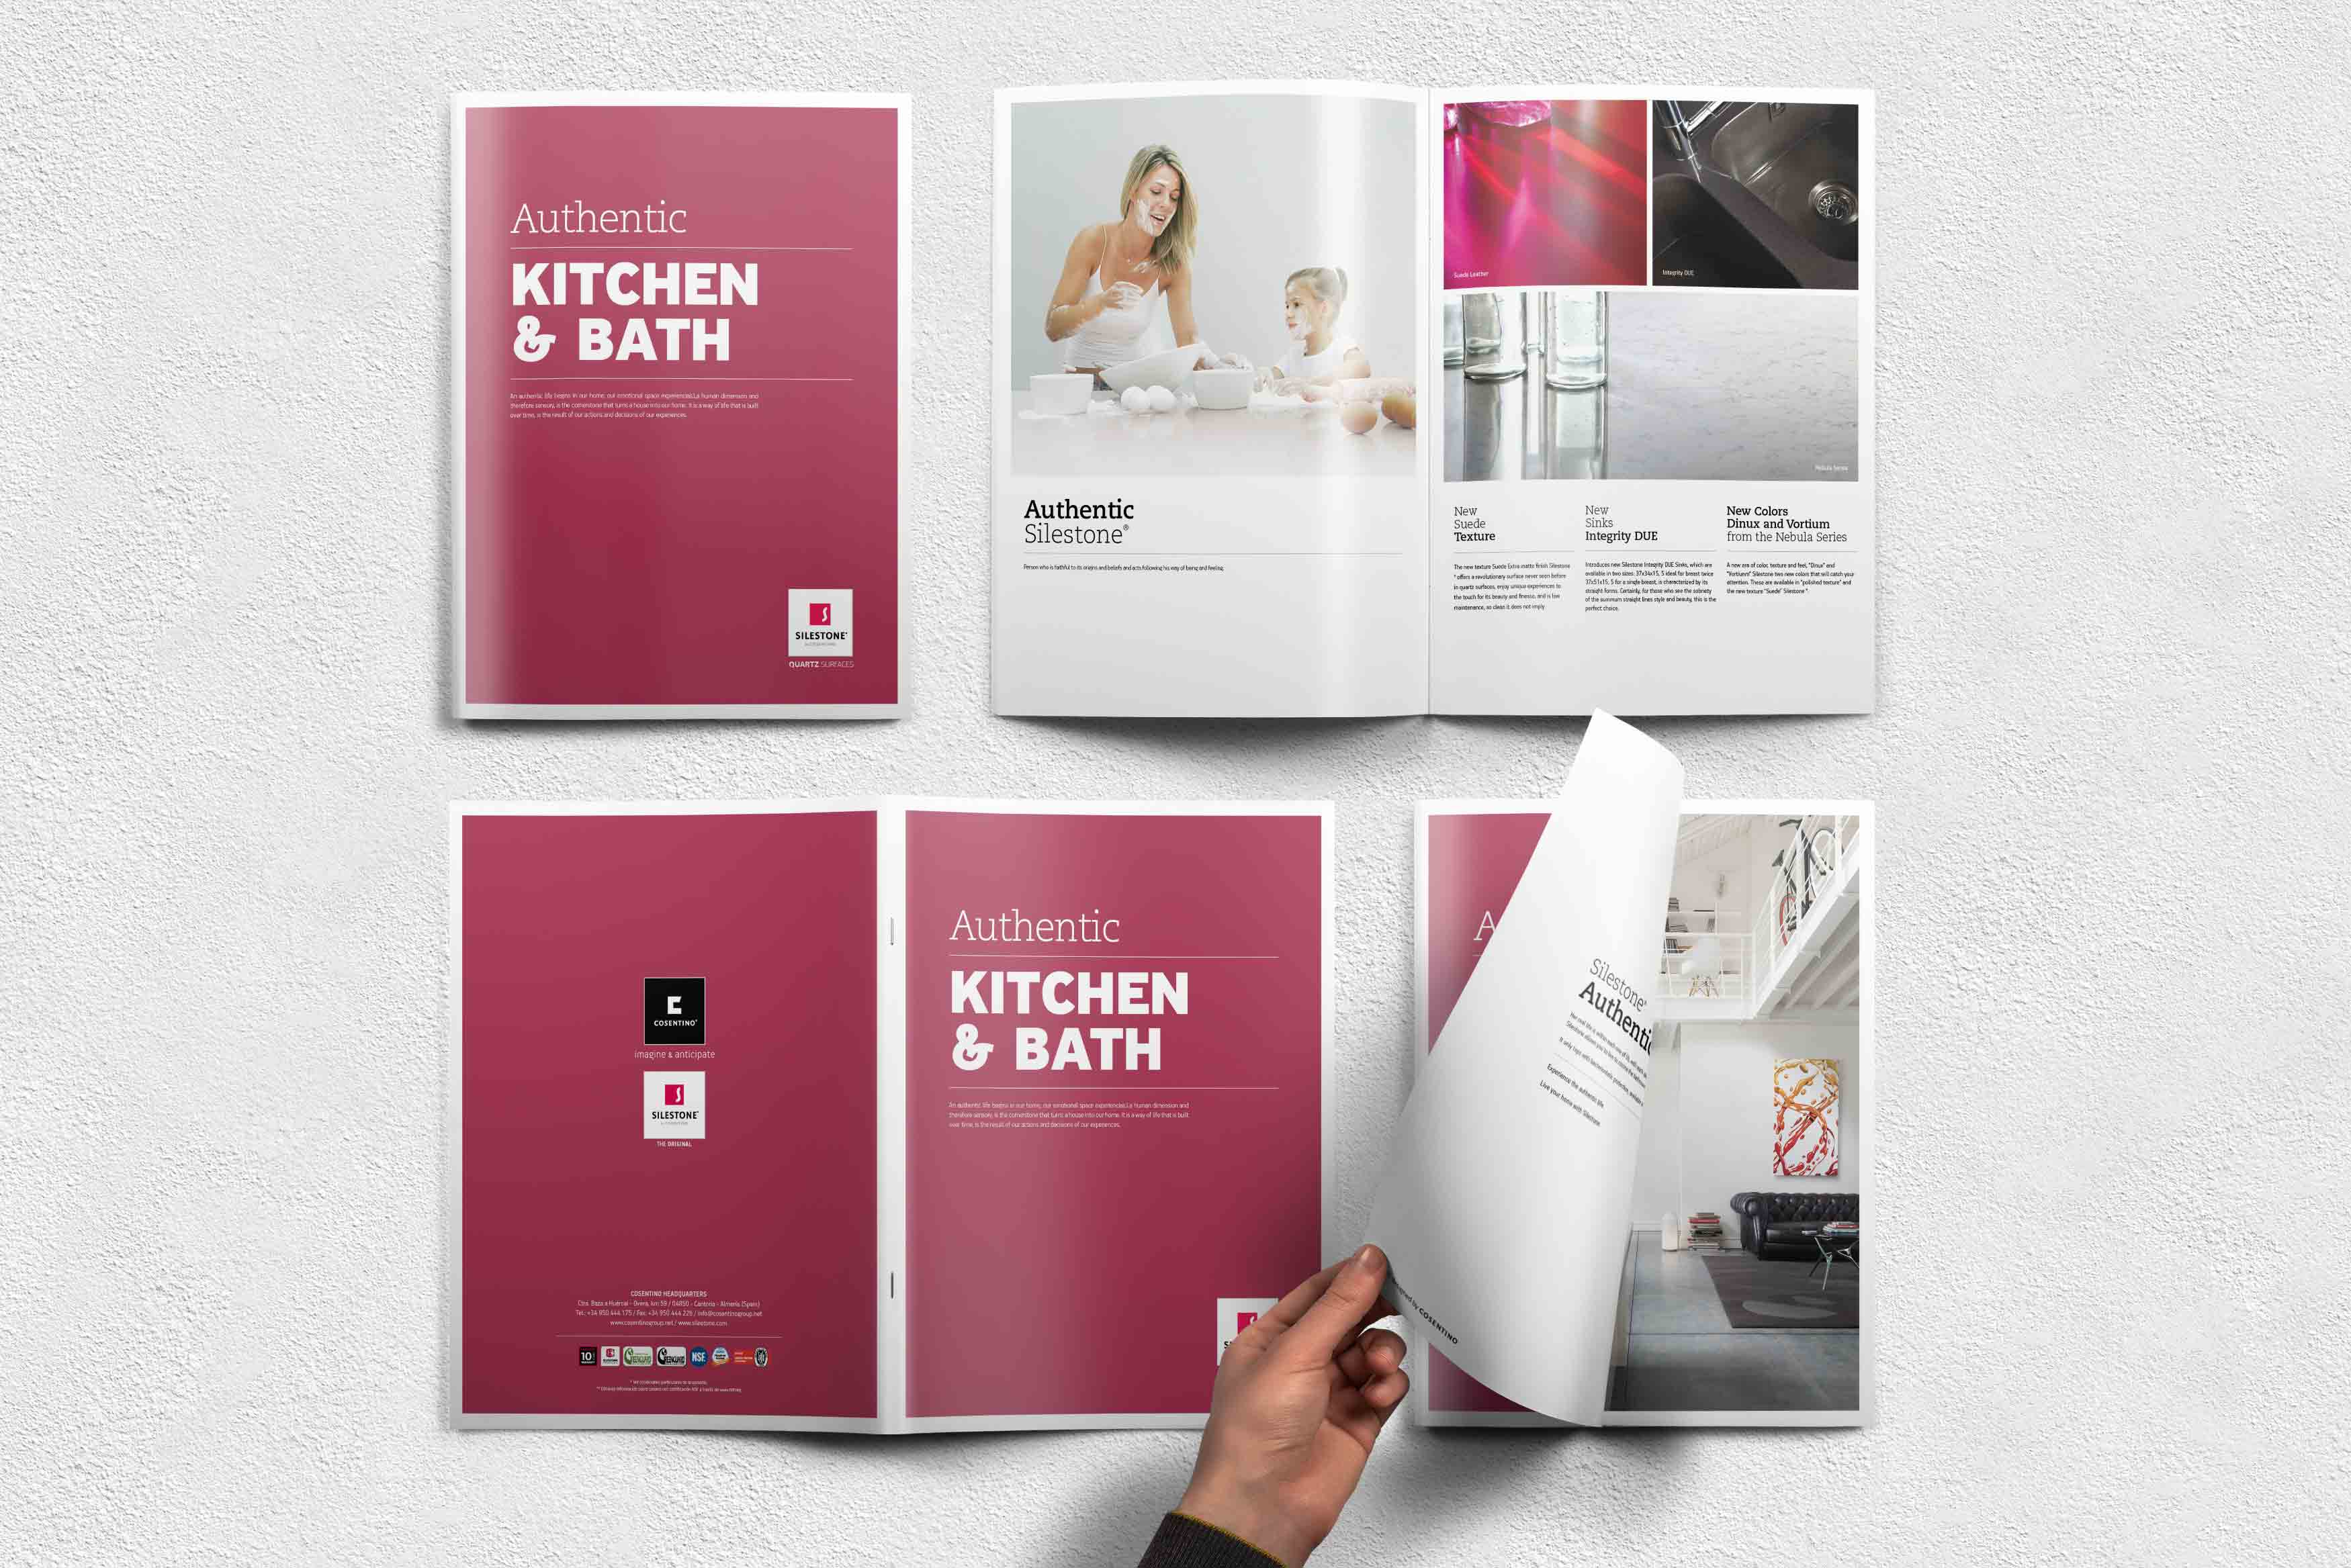 Authentic
KITCHEN
& BATH
An authentic life begins in our home; our emotional space experiencies.La human dimension and
therefore sensory, is the cornerstone that turns a house into our home. It is a way of life that is built
over time, is the result of our actions and decisions of our experiences.
SILESTONE®
QUARTZ SURFACES
Authentic
Silestone®
Person who is faithful to its origins and beliefs and acts following his way of being and feeling.
Suede Leather
Integrity DUE
Nebula Series
New
Suede
Texture
The new texture Suede Extra-matte finish Silestone
® offers a revolutionary surface never seen before
in quartz surfaces, enjoy unique experiences to
the touch for its beauty and finesse, and is low
maintenance, so clean it does not imply
New
Sinks
Integrity DUE
Introduces new Silestone Integrity DUE Sinks, which are
available in two sizes: 37x34x15, 5 ideal for breast twice
37x51x15, 5 for a single breast, is characterized by its
straight forms. Certainly, for those who see the sobriety
of the summum straight lines style and beauty, this is the
perfect choice.
New Colors
Dinux and Vortium
from the Nebula Series
A new era of color, texture and feel, "Dinux" and
"Vortium" Silestone two new colors that will catch your
attention. These are available in "polished texture" and
the new texture "Suede" Silestone ®.
COSENTINO®
imagine & anticipate
SILESTONE®
THE ORIGINAL
COSENTINO HEADQUARTERS
Ctra. Baza a Huércal - Overa, km 59 / 04850 - Cantoria - Almería (Spain)
Tel.: +34 950 444 175 / Fax: +34 950 444 226 / info@cosentinogroup.net
www.cosentinogroup.net / www.silestone.com
10
GREENGUARD
GREENGUARD
NSF
Authentic
KITCHEN
& BATH
An authentic life begins in our home; our emotional space experiencies.La human dimension and
therefore sensory, is the cornerstone that turns a house into our home. It is a way of life that is built
over time, is the result of our actions and decisions of our experiences.
A
Silestone®
Authentic
Experience the authentic life
Live your home with Silestone.
by COSENTINO